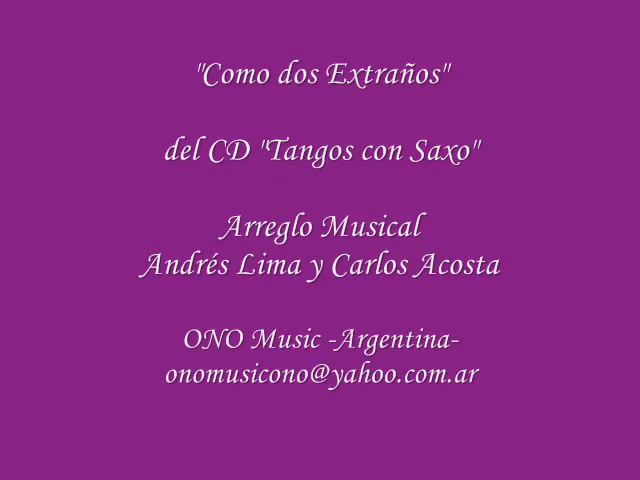 "Como dos Extraños"
del CD "Tangos con Saxo"
Arreglo Musical
Andrés Lima y Carlos Acosta
ONO Music -Argentina-
onomusicono@yahoo.com.ar